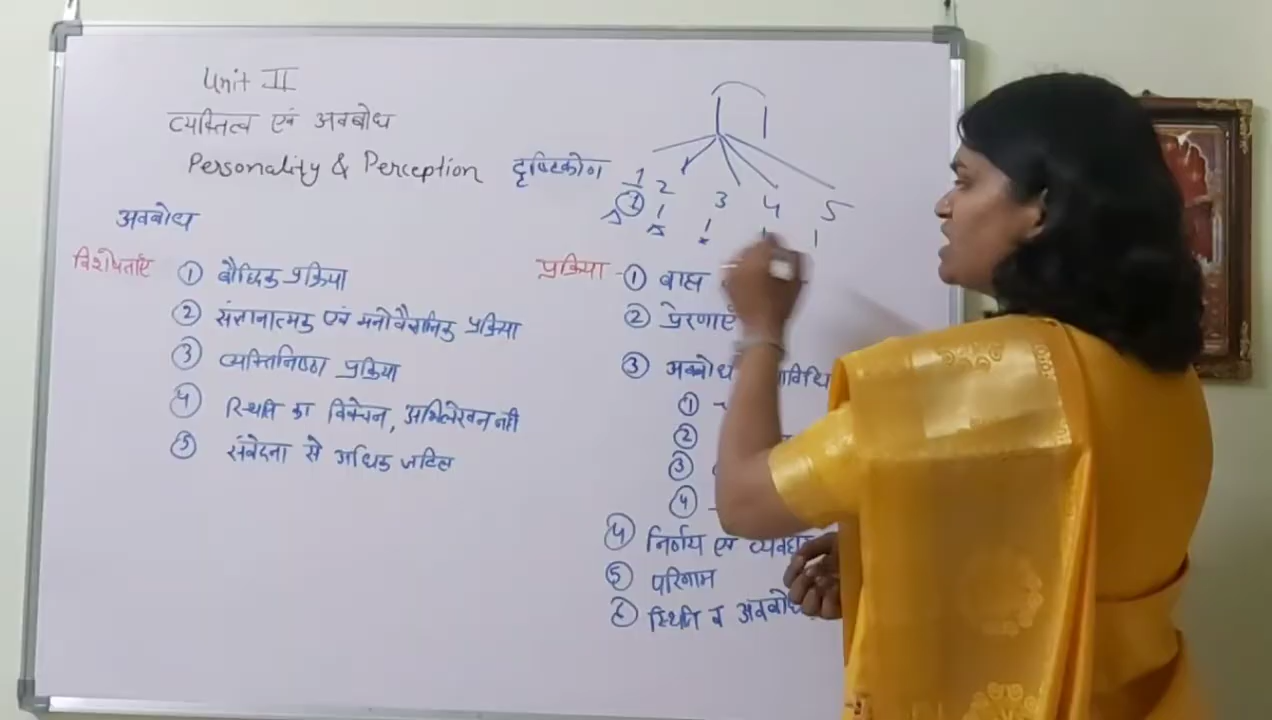 Unit II
व्यक्तित्व एवं अवबोध
Personality & Perception
दृष्टिकोण
1 2 3 4 5
1
अवबोध
विशेषताएँ
① बौद्धिक प्रक्रिया
② संज्ञानात्मक एवं मनोवैज्ञानिक प्रक्रिया
③ व्यक्तिनिष्ठा प्रक्रिया
④ स्थिति का विवेचन, अभिलेखन नही
⑤ संवेदना से अधिक जटिल
प्रक्रिया - ① बाह्य
② प्रेरणाएँ
③ अवबोध
①
②
③
④
④ निर्णय एवं
⑤ परिणाम
⑥ स्थिति व अवबोध